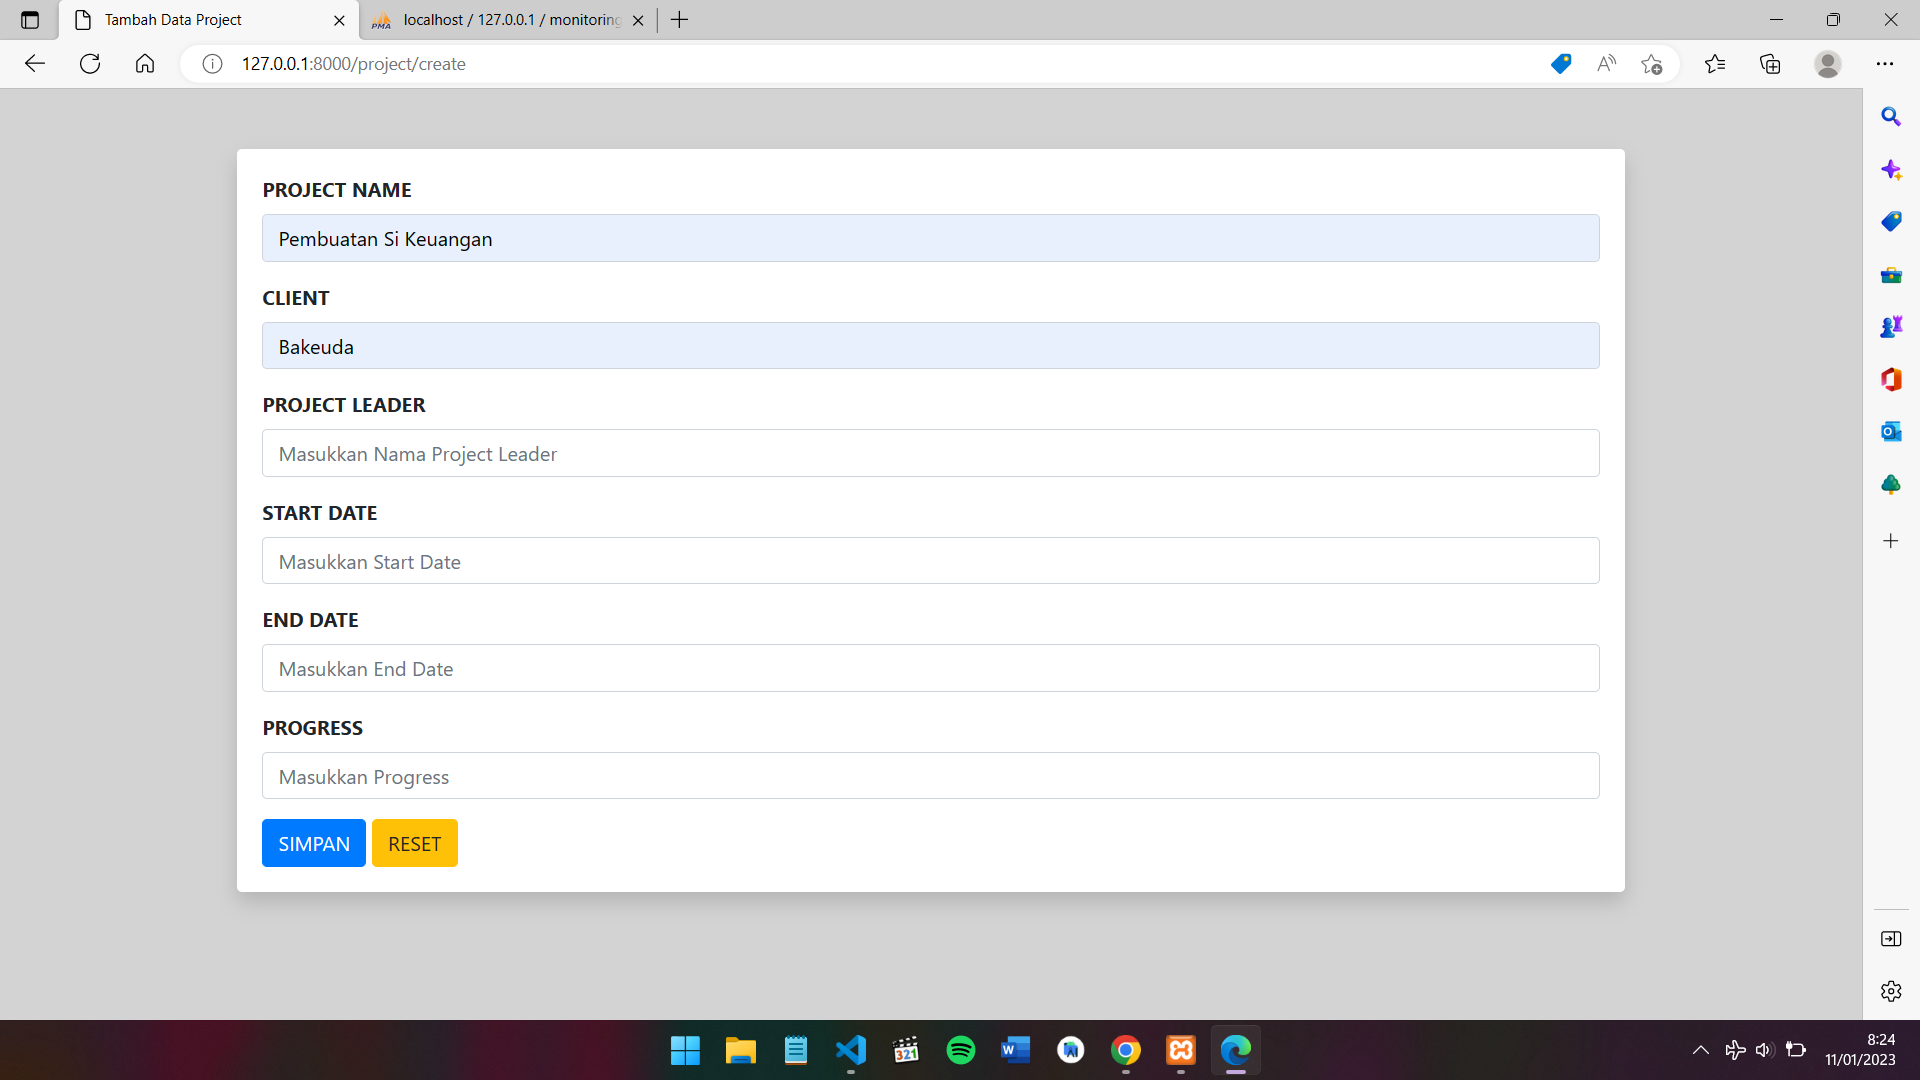 Tambah Data Project
PMA
localhost / 127.0.0.1 / monitoring
127.0.0.1:8000/project/create
PROJECT NAME
Pembuatan Si Keuangan
CLIENT
Bakeuda
PROJECT LEADER
Masukkan Nama Project Leader
START DATE
Masukkan Start Date
END DATE
Masukkan End Date
PROGRESS
Masukkan Progress
SIMPAN RESET
321
8:24
11/01/2023